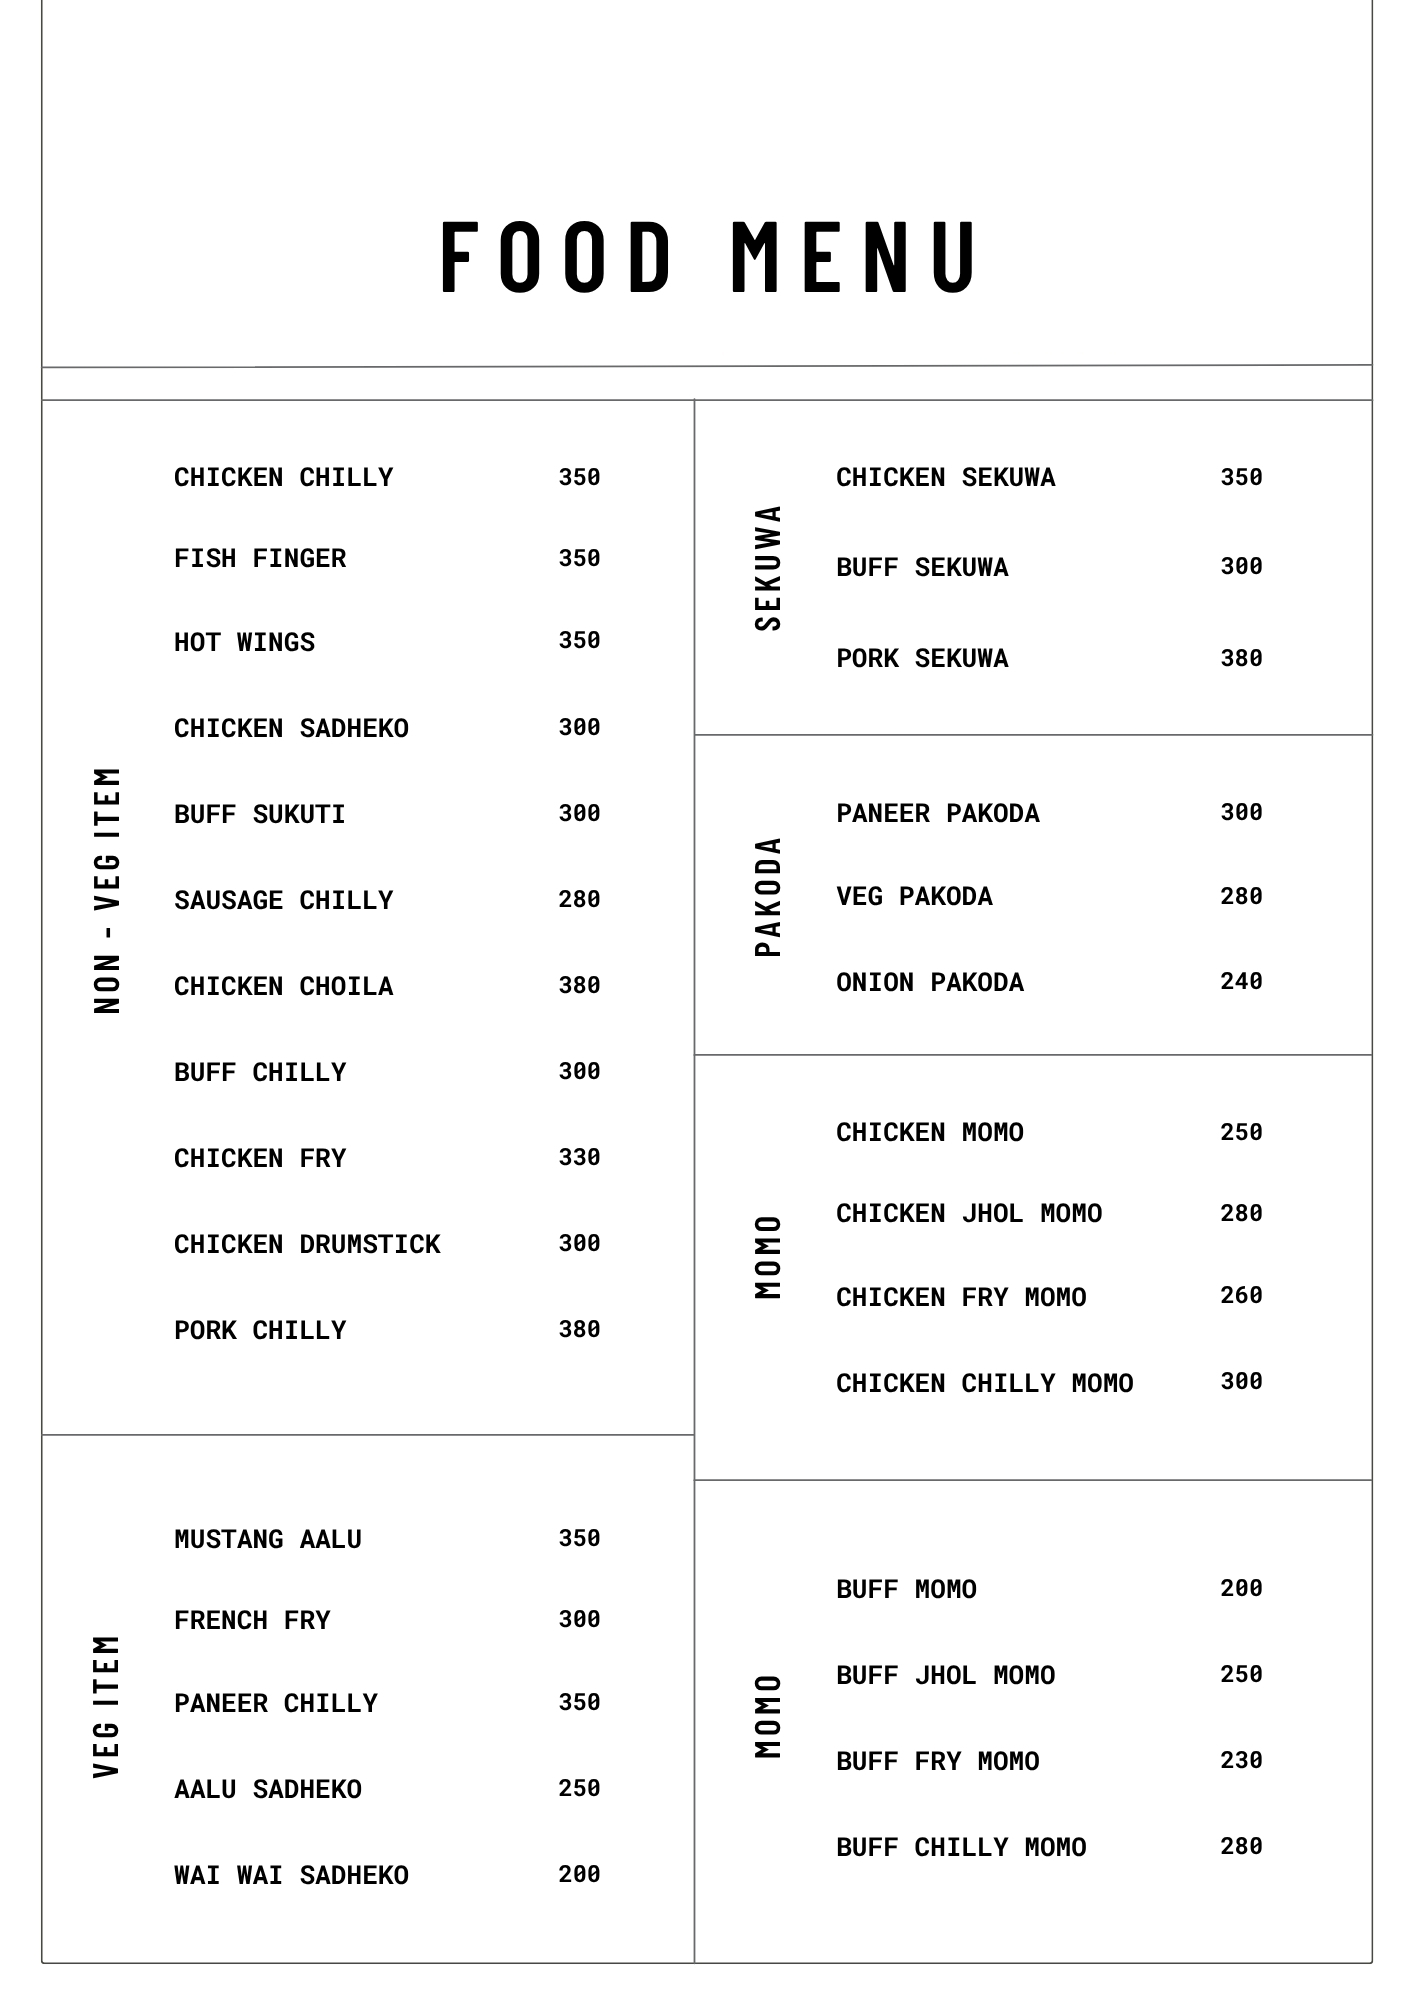 FOOD MENU
NON - VEG ITEM
CHICKEN CHILLY 350
FISH FINGER 350
HOT WINGS 350
CHICKEN SADHEKO 300
BUFF SUKUTI 300
SAUSAGE CHILLY 280
CHICKEN CHOILA 380
BUFF CHILLY 300
CHICKEN FRY 330
CHICKEN DRUMSTICK 300
PORK CHILLY 380
VEG ITEM
MUSTANG AALU 350
FRENCH FRY 300
PANEER CHILLY 350
AALU SADHEKO 250
WAI WAI SADHEKO 200
SEKUWA
CHICKEN SEKUWA 350
BUFF SEKUWA 300
PORK SEKUWA 380
PAKODA
PANEER PAKODA 300
VEG PAKODA 280
ONION PAKODA 240
MOMO
CHICKEN MOMO 250
CHICKEN JHOL MOMO 280
CHICKEN FRY MOMO 260
CHICKEN CHILLY MOMO 300
MOMO
BUFF MOMO 200
BUFF JHOL MOMO 250
BUFF FRY MOMO 230
BUFF CHILLY MOMO 280